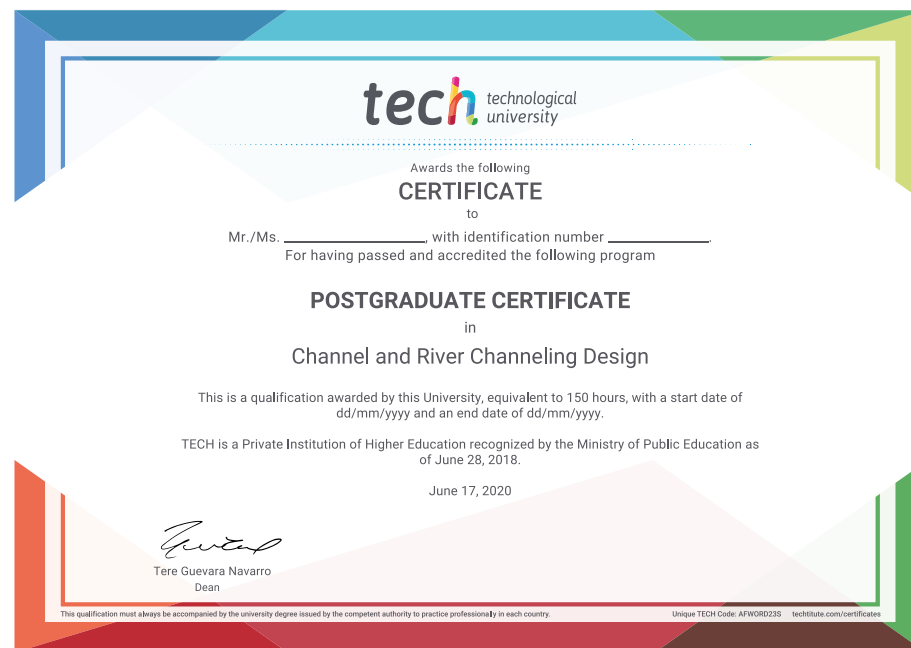 tech technological
university
Awards the following
CERTIFICATE
to
Mr./Ms. ____________________, with identification number ______________.
For having passed and accredited the following program
POSTGRADUATE CERTIFICATE
in
Channel and River Channeling Design
This is a qualification awarded by this University, equivalent to 150 hours, with a start date of
dd/mm/yyyy and an end date of dd/mm/yyyy.
TECH is a Private Institution of Higher Education recognized by the Ministry of Public Education as
of June 28, 2018.
June 17, 2020
Tere Guevara Navarro
Dean
This qualification must always be accompanied by the university degree issued by the competent authority to practice professionally in each country.
Unique TECH Code: AFWORD23S techtitute.com/certificates